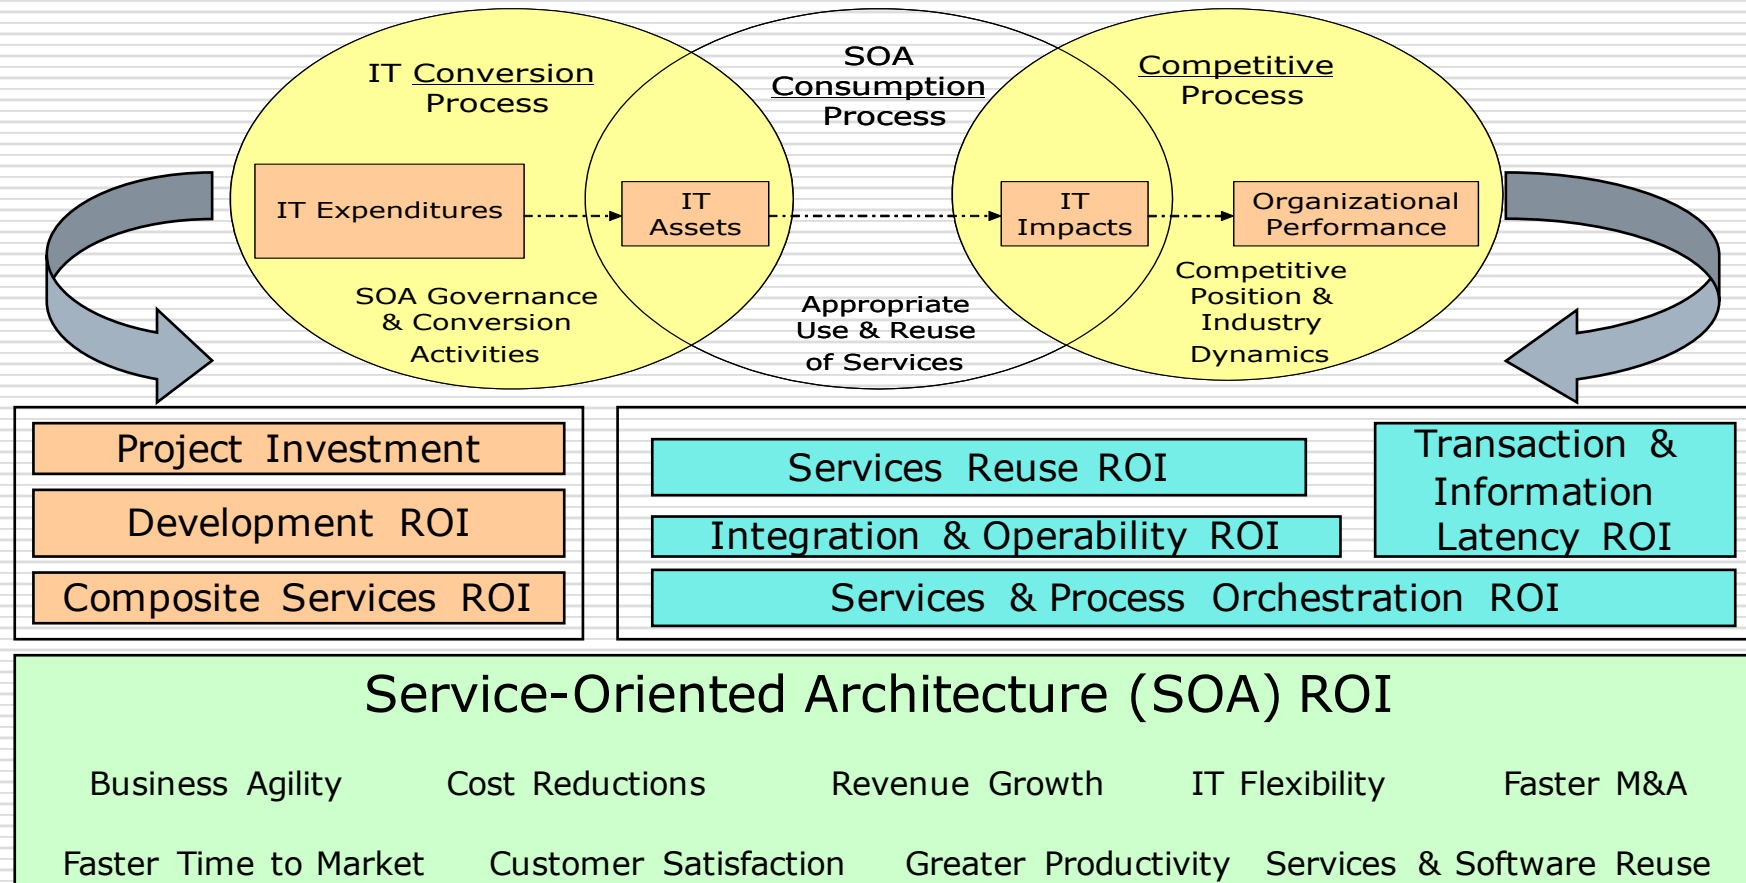 IT Conversion
Process
SOA
Consumption
Process
Competitive
Process
IT Expenditures
IT
Assets
IT
Impacts
Organizational
Performance
SOA Governance
& Conversion
Activities
Appropriate
Use & Reuse
of Services
Competitive
Position &
Industry
Dynamics
Project Investment
Development ROI
Composite Services ROI
Services Reuse ROI
Integration & Operability ROI
Transaction &
Information
Latency ROI
Services & Process Orchestration ROI
Service-Oriented Architecture (SOA) ROI
Business Agility Cost Reductions Revenue Growth IT Flexibility Faster M&A
Faster Time to Market Customer Satisfaction Greater Productivity Services & Software Reuse